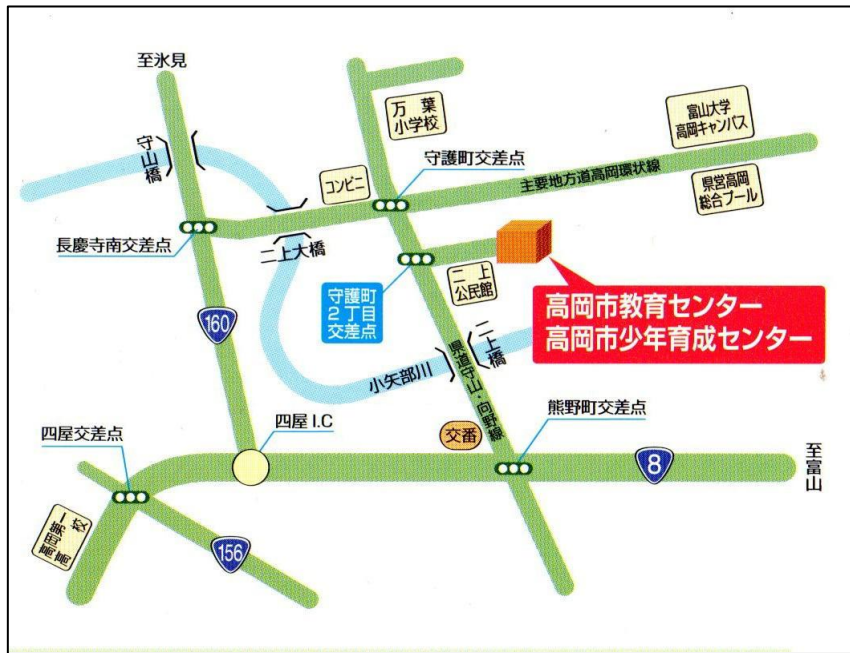 至氷見
守山橋
万葉
小学校
富山大学
高岡キャンパス
守護町交差点
コンビニ
主要地方道高岡環状線
県営高岡
総合プール
長慶寺南交差点
二上大橋
二上
公民館
守護町
2丁目
交差点
高岡市教育センター
高岡市少年育成センター
160
二上橋
県道守山・向野線
小矢部川
四屋交差点
四屋I.C
交番
熊野町交差点
8
至富山
高岡第一
高校
156